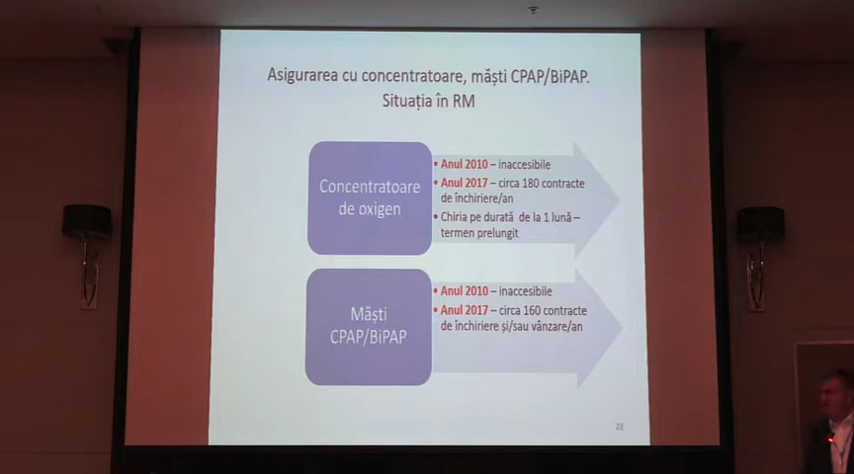 Asigurarea cu concentratoare, măști CPAP/BiPAP.
Situația în RM
Concentratoare
de oxigen
• Anul 2010 – inaccesibile
• Anul 2017 – circa 180 contracte
de închiriere/an
• Chiria pe durată de la 1 lună –
termen prelungit
Măști
CPAP/BiPAP
• Anul 2010 – inaccesibile
• Anul 2017 – circa 160 contracte
de închiriere și/sau vânzare/an
22